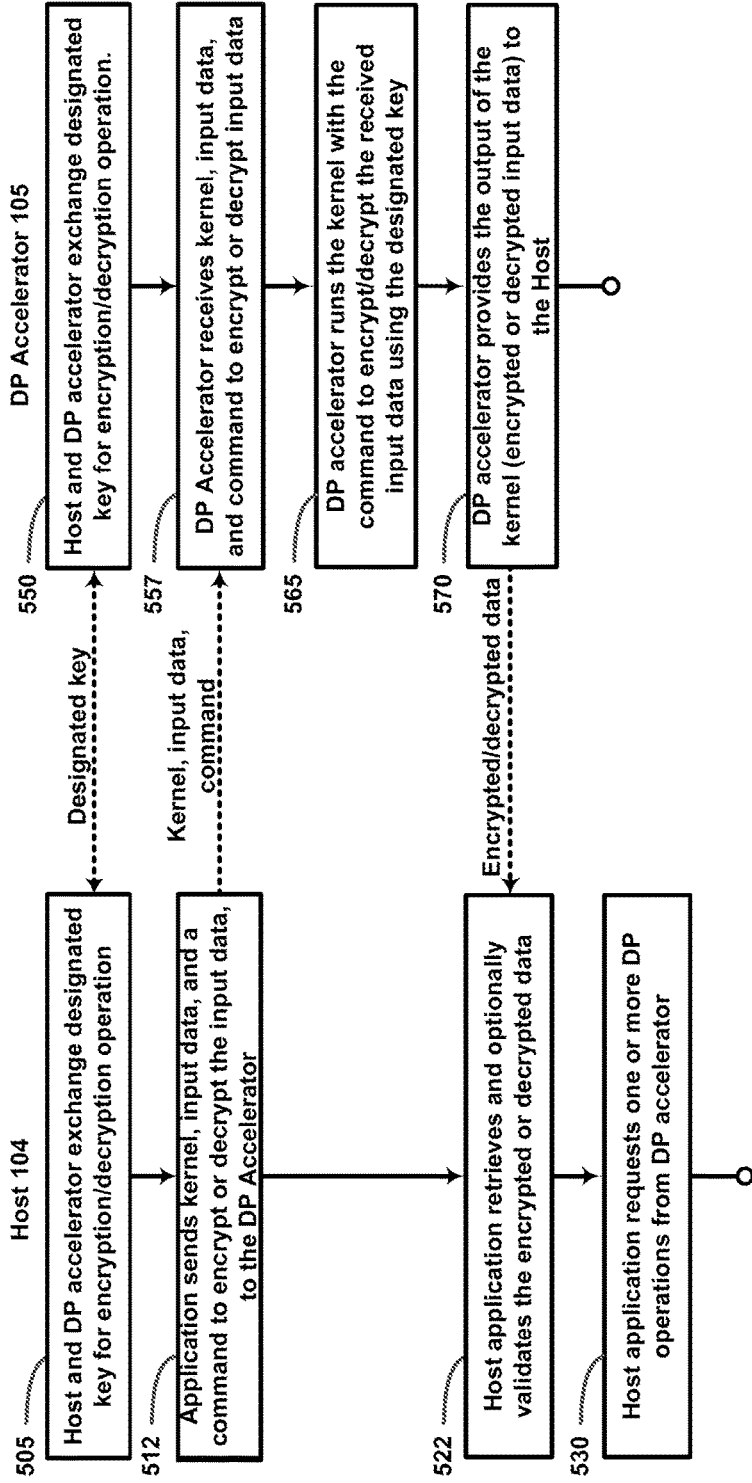 Host 104
505
Host and DP accelerator exchange designated
key for encryption/decryption operation
512
Application sends kernel, input data, and a
command to encrypt or decrypt the input data,
to the DP Accelerator
522
Host application retrieves and optionally
validates the encrypted or decrypted data
530
Host application requests one or more DP
operations from DP accelerator
Designated key
Kernel, input data,
command
Encrypted/decrypted data
DP Accelerator 105
550
Host and DP accelerator exchange designated
key for encryption/decryption operation.
557
DP Accelerator receives kernel, input data,
and command to encrypt or decrypt input data
565
DP accelerator runs the kernel with the
command to encrypt/decrypt the received
input data using the designated key
570
DP accelerator provides the output of the
kernel (encrypted or decrypted input data) to
the Host